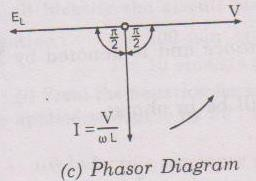 E_L V
π/2 π/2
I = V/ωL
(c) Phasor Diagram